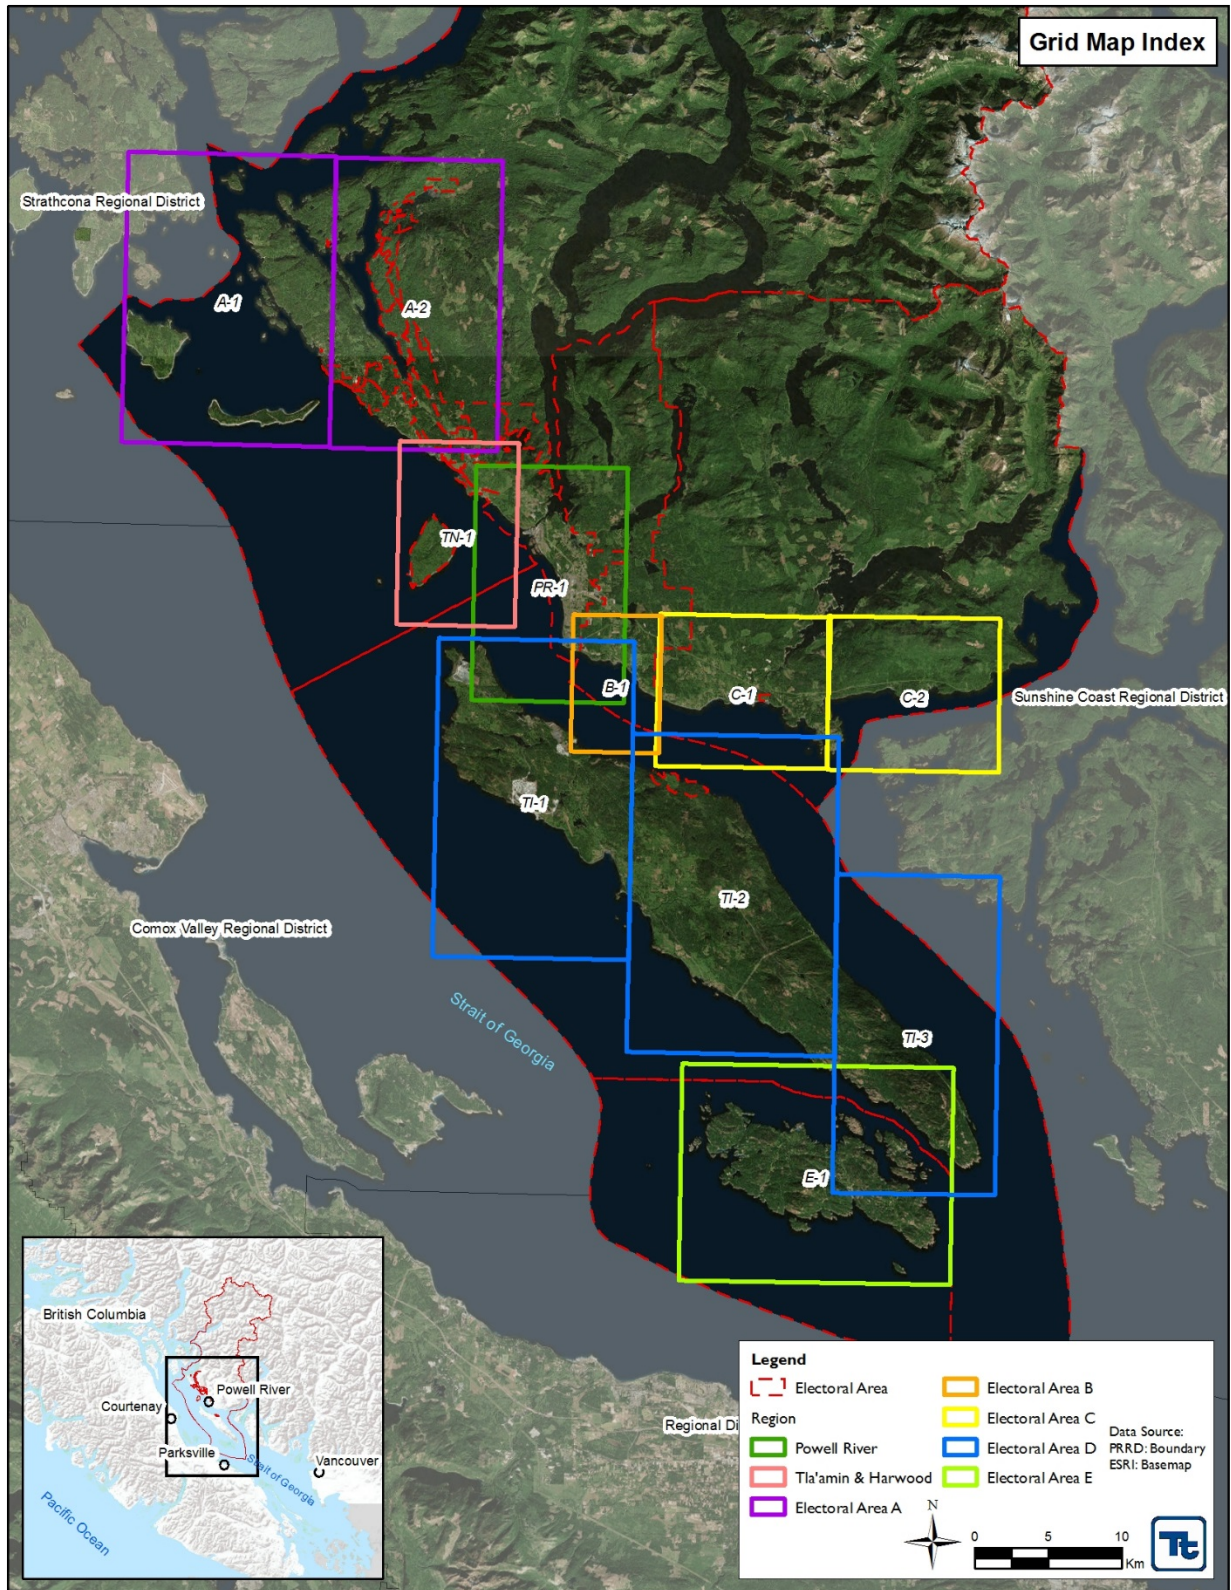 Grid Map Index
Strathcona Regional District
A-1
A-2
TN-1
PR-1
B-1
C-1
C-2
Sunshine Coast Regional District
TI-1
TI-2
Comox Valley Regional District
Strait of Georgia
TI-3
E-1
British Columbia
Powell River
Courtenay
Parksville
Vancouver
Strait of Georgia
Pacific Ocean
Regional Di
Legend
Electoral Area
Region
Powell River
Tla'amin & Harwood
Electoral Area A
Electoral Area B
Electoral Area C
Electoral Area D
Electoral Area E
Data Source:
PRRD: Boundary
ESRI: Basemap
N
0 5 10
Km
Tt